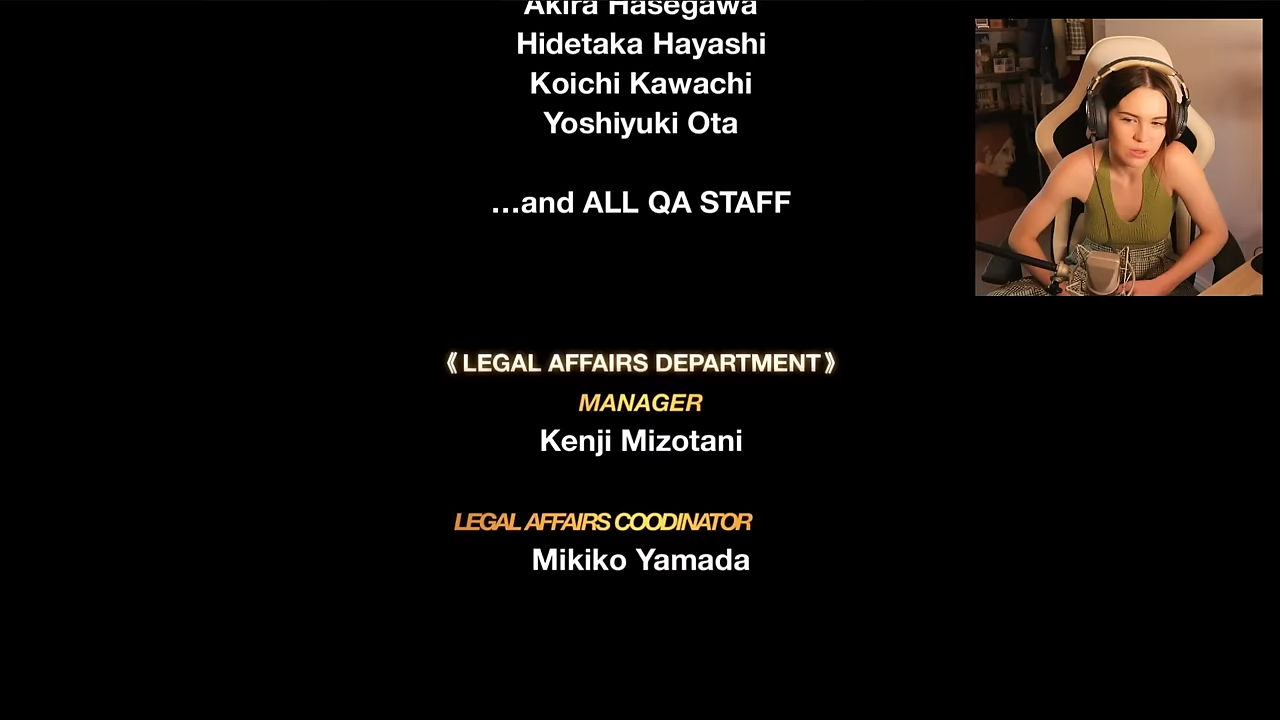 Akira Hasegawa
Hidetaka Hayashi
Koichi Kawachi
Yoshiyuki Ota
...and ALL QA STAFF
《LEGAL AFFAIRS DEPARTMENT》
MANAGER
Kenji Mizotani
LEGAL AFFAIRS COODINATOR
Mikiko Yamada